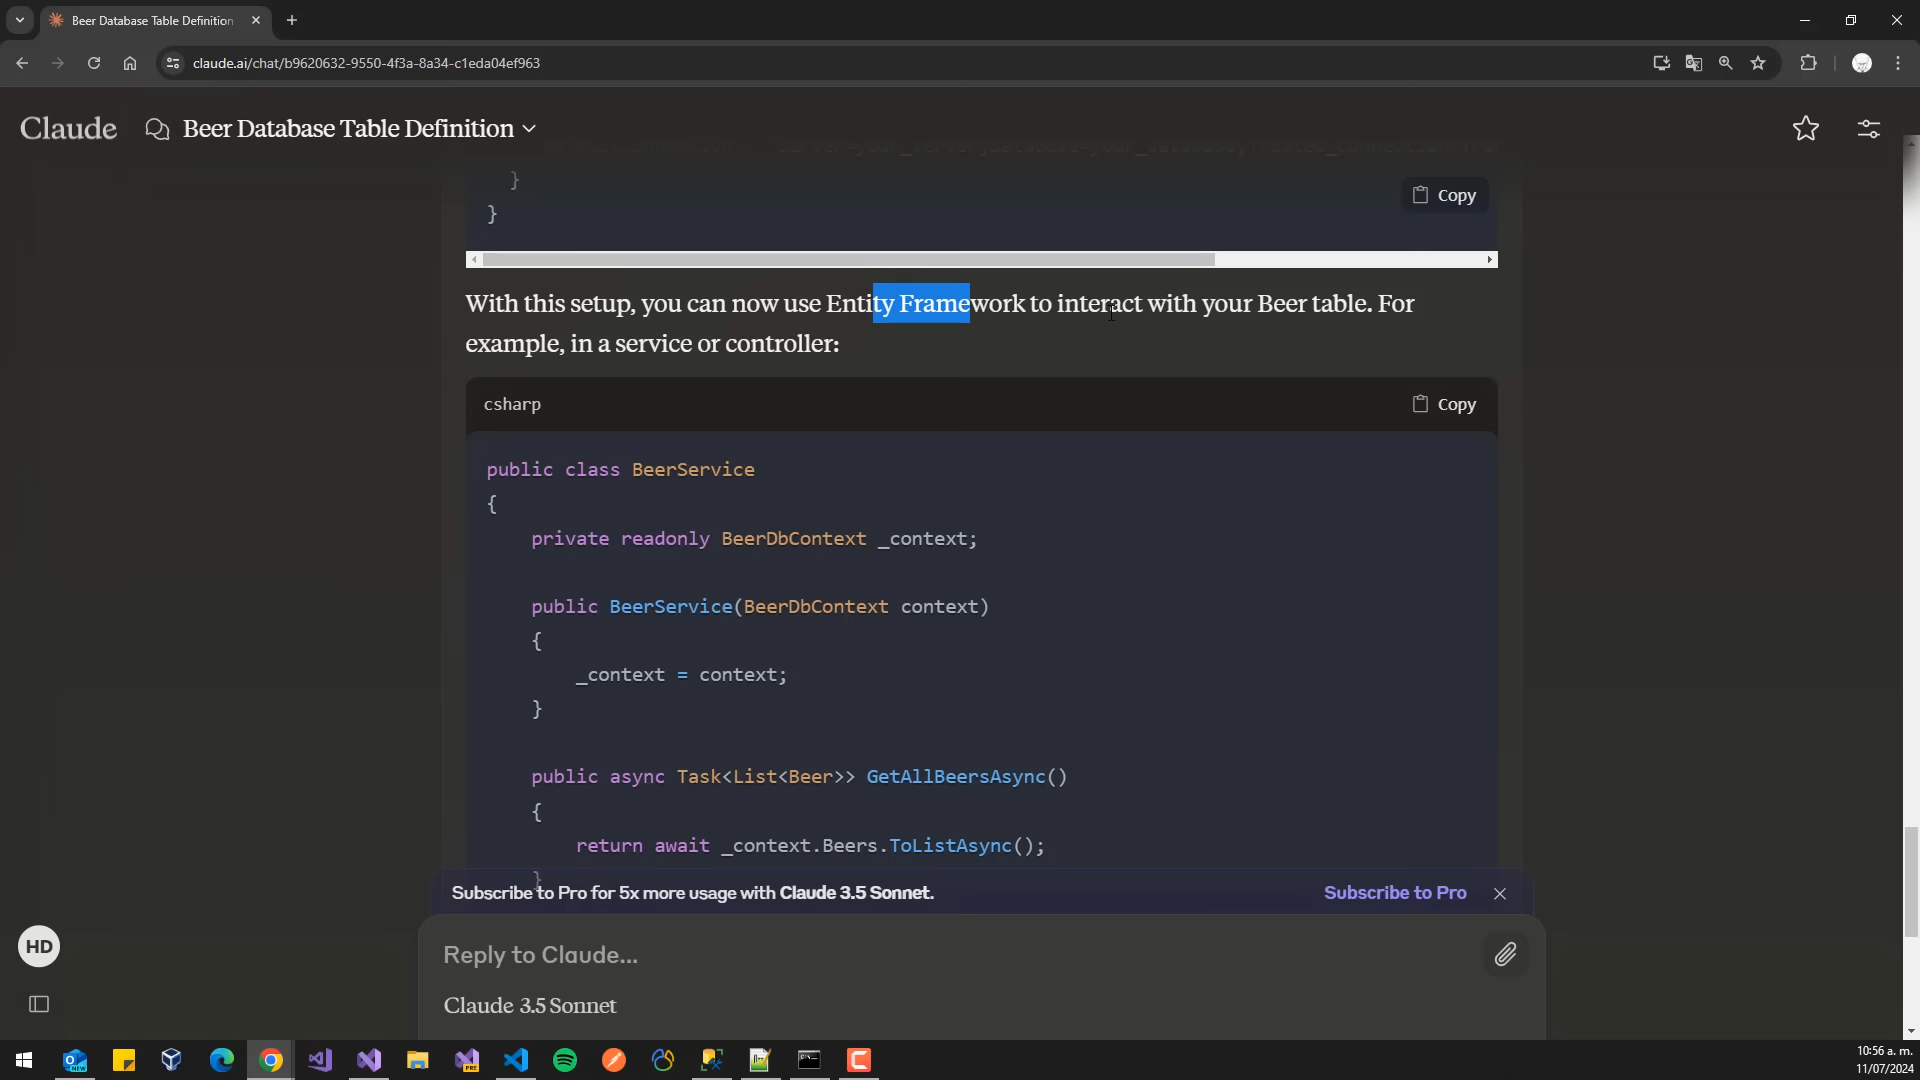 Beer Database Table Definition
claude.ai/chat/b9620632-9550-4f3a-8a34-c1eda04ef963
Claude
Beer Database Table Definition
}
Copy
}
With this setup, you can now use Entity Framework to interact with your Beer table. For
example, in a service or controller:
csharp
Copy
public class BeerService
{
private readonly BeerDbContext _context;
public BeerService(BeerDbContext context)
{
_context = context;
}
public async Task<List<Beer>> GetAllBeersAsync()
{
return await _context.Beers.ToListAsync();
}
Subscribe to Pro for 5x more usage with Claude 3.5 Sonnet.
Subscribe to Pro
HD
Reply to Claude...
Claude 3.5 Sonnet
NEW
PRE
10:56 a. m.
11/07/2024